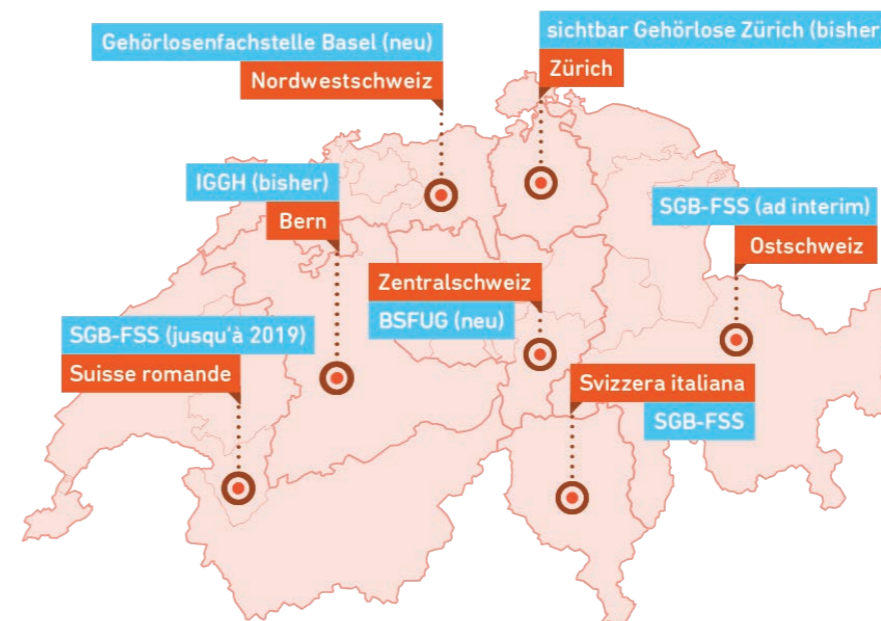 Gehörlosenfachstelle Basel (neu)
Nordwestschweiz
sichtbar Gehörlose Zürich (bisher
Zürich
IGGH (bisher)
Bern
SGB-FSS (ad interim)
Ostschweiz
Zentralschweiz
BSFUG (neu)
SGB-FSS (jusqu'à 2019)
Suisse romande
Svizzera italiana
SGB-FSS